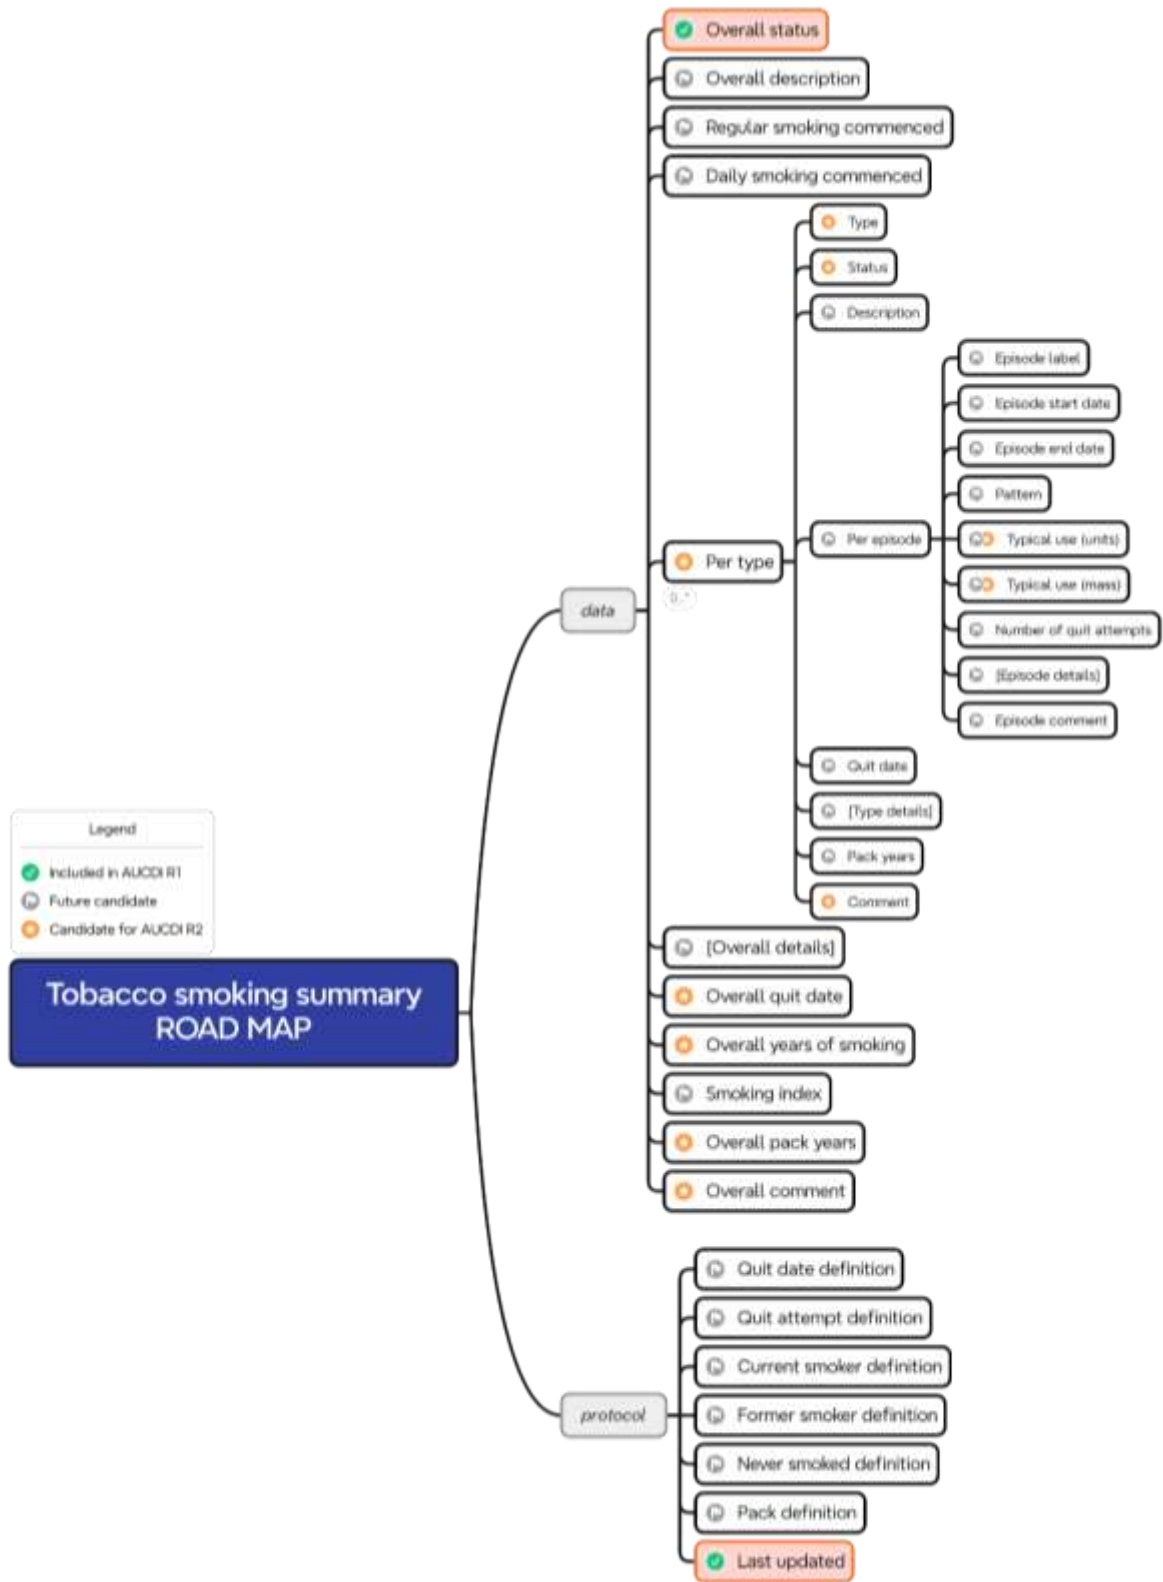 Overall status
Overall description
Regular smoking commenced
Daily smoking commenced
Type
Status
Description
Episode label
Episode start date
Episode end date
Pattern
Per episode
Typical use (units)
Per type
Typical use (mass)
0..*
data
Number of quit attempts
[Episode details]
Episode comment
Quit date
[Type details]
Pack years
Comment
Legend
Included in AUCDI R1
Future candidate
Candidate for AUCDI R2
[Overall details]
Tobacco smoking summary
ROAD MAP
Overall quit date
Overall years of smoking
Smoking index
Overall pack years
Overall comment
Quit date definition
Quit attempt definition
Current smoker definition
protocol
Former smoker definition
Never smoked definition
Pack definition
Last updated